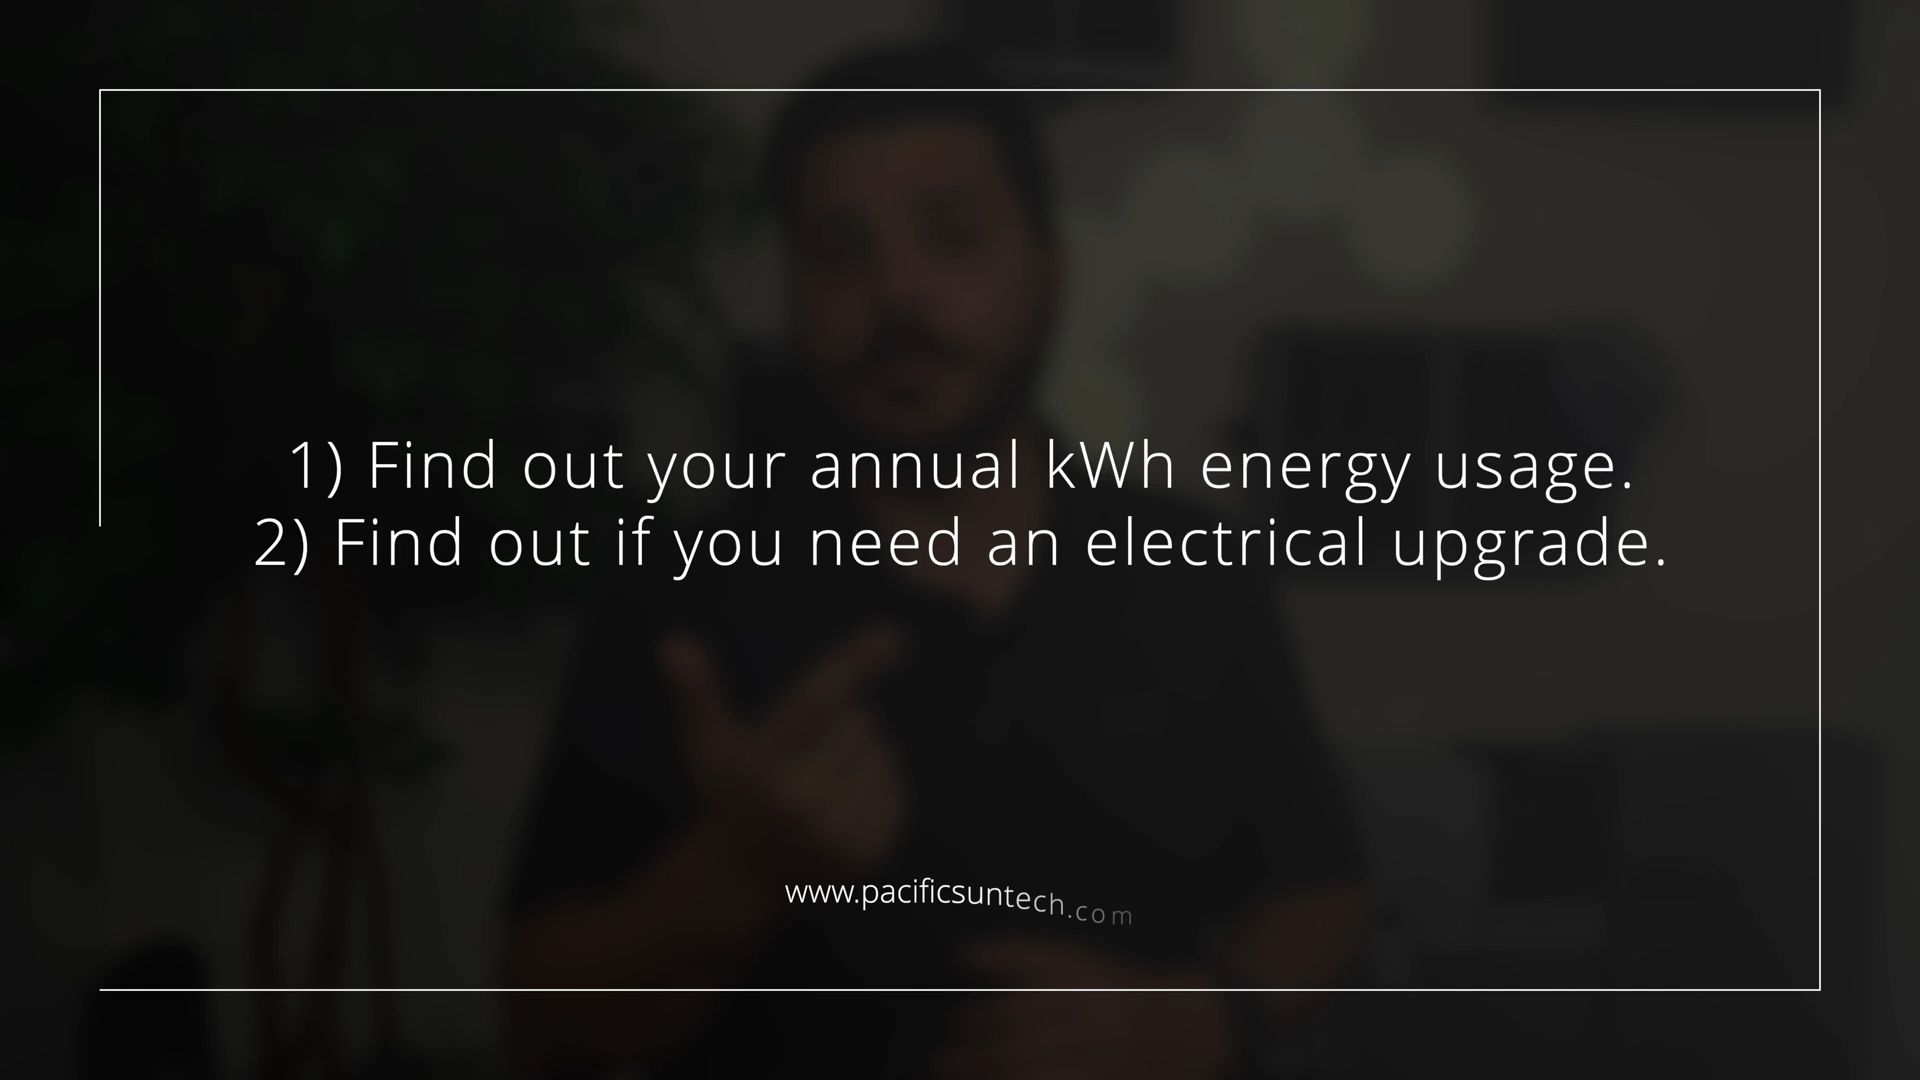 1) Find out your annual kWh energy usage.
2) Find out if you need an electrical upgrade.
www.pacificsuntech.com